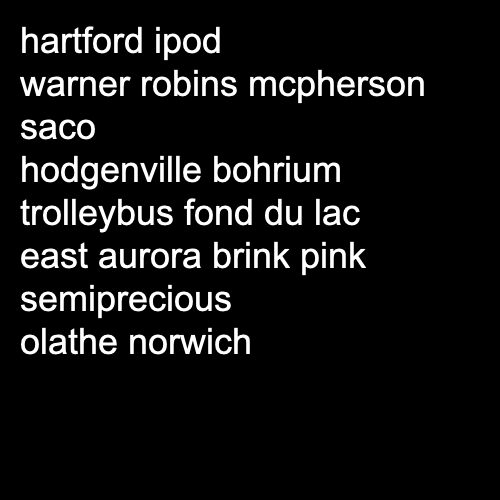 hartford ipod
warner robins mcpherson
saco
hodgenville bohrium
trolleybus fond du lac
east aurora brink pink
semiprecious
olathe norwich